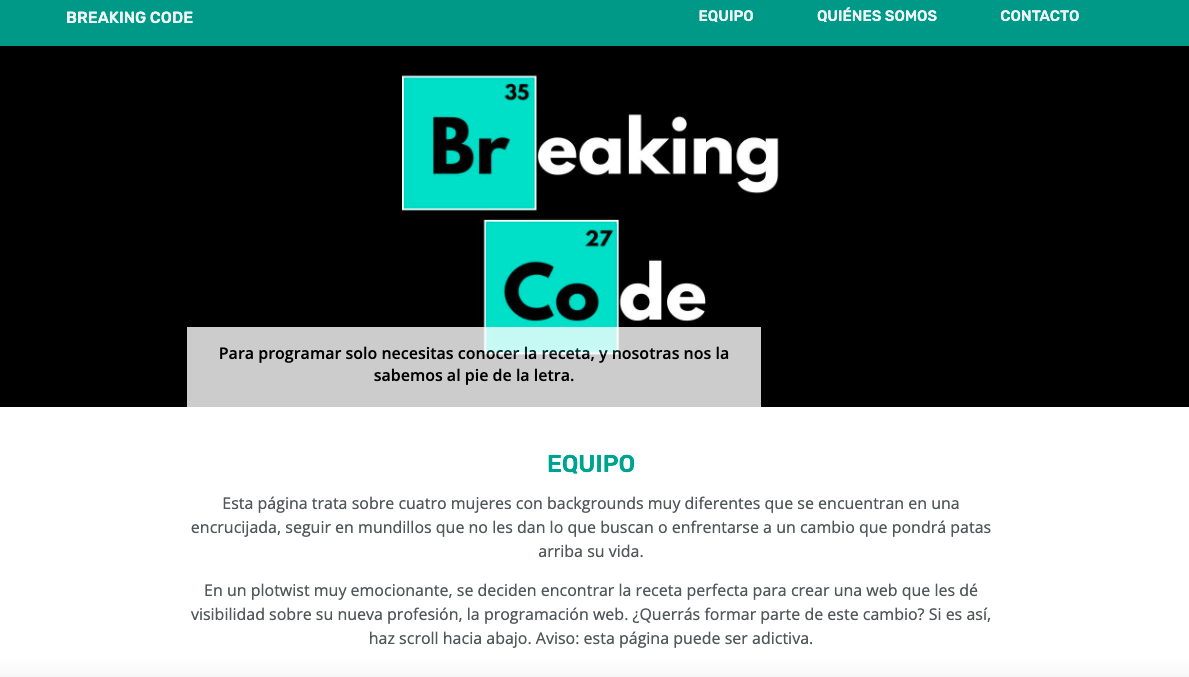 BREAKING CODE
EQUIPO
QUIÉNES SOMOS
CONTACTO
35
Breaking
27
Code
Para programar solo necesitas conocer la receta, y nosotras nos la
sabemos al pie de la letra.
EQUIPO
Esta página trata sobre cuatro mujeres con backgrounds muy diferentes que se encuentran en una
encrucijada, seguir en mundillos que no les dan lo que buscan o enfrentarse a un cambio que pondrá patas
arriba su vida.
En un plotwist muy emocionante, se deciden encontrar la receta perfecta para crear una web que les dé
visibilidad sobre su nueva profesión, la programación web. ¿Querrás formar parte de este cambio? Si es así,
haz scroll hacia abajo. Aviso: esta página puede ser adictiva.